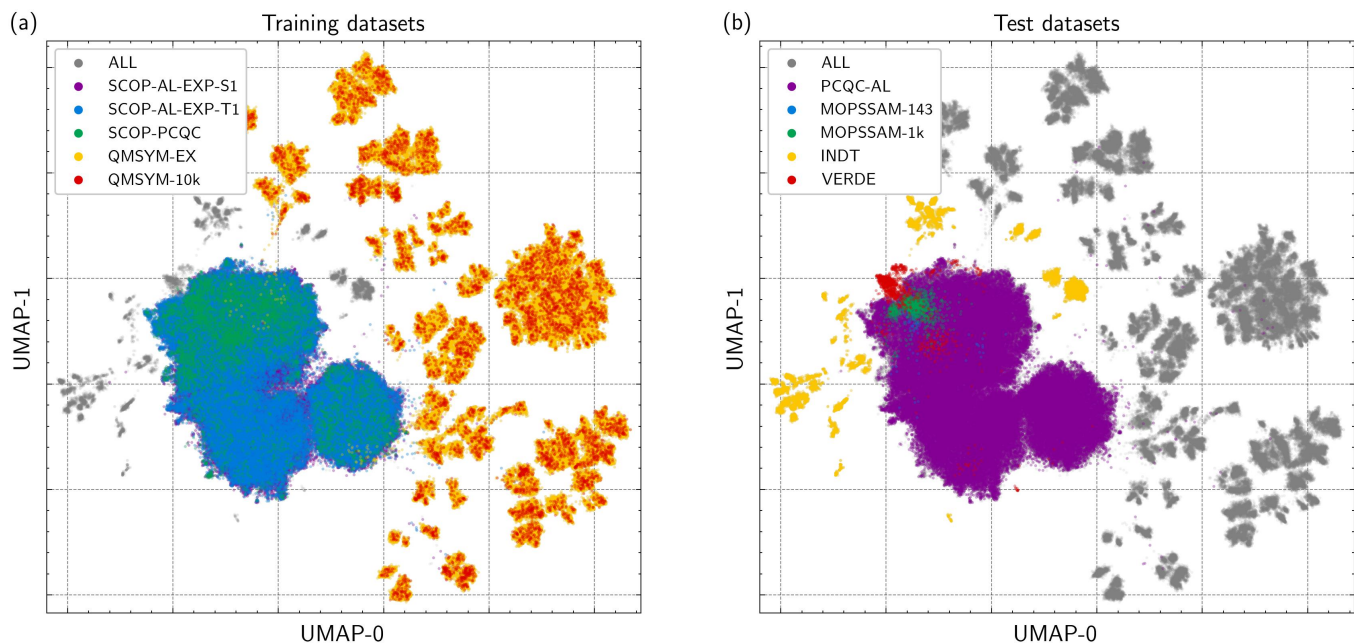 (a)
Training datasets
ALL
SCOP-AL-EXP-S1
SCOP-AL-EXP-T1
SCOP-PCQC
QMSYM-EX
QMSYM-10k
UMAP-1
UMAP-0
(b)
Test datasets
ALL
PCQC-AL
MOPSSAM-143
MOPSSAM-1k
INDT
VERDE
UMAP-1
UMAP-0